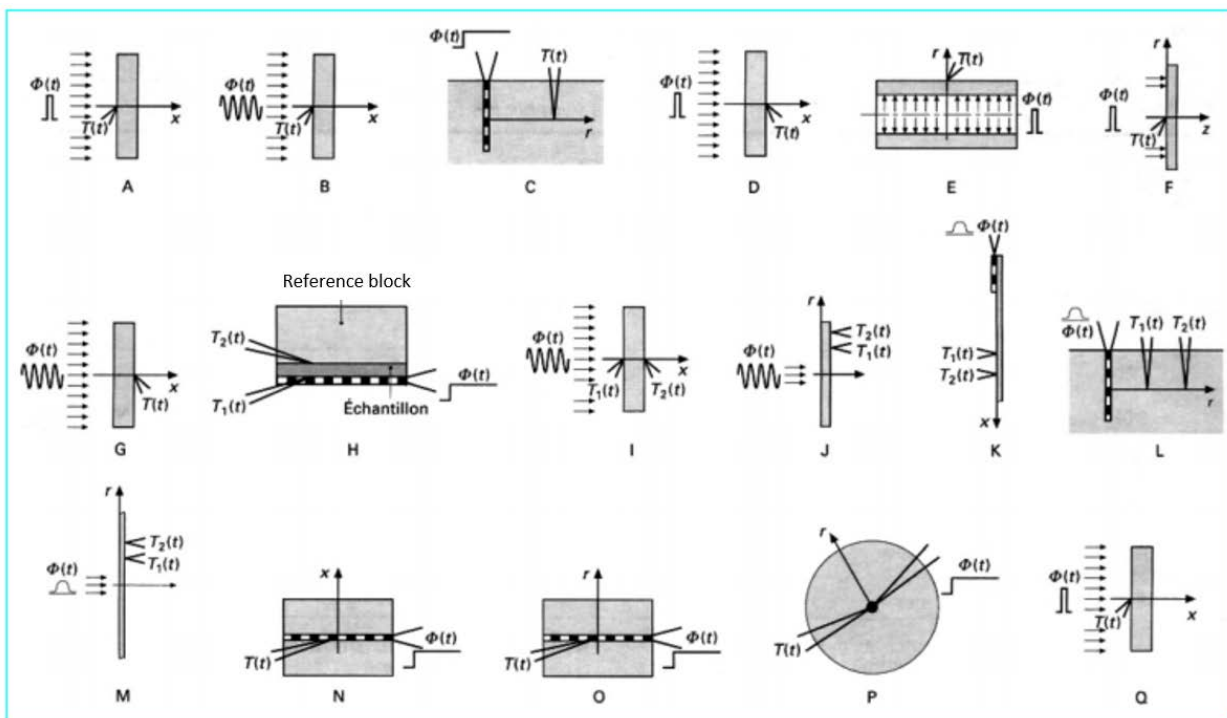 Φ(t)
T(t)
x
A
Φ(t)
T(t)
x
B
Φ(t)
T(t)
r
C
Φ(t)
T(t)
x
D
r
T(t)
Φ(t)
E
r
Φ(t)
T(t)
z
F
Φ(t)
T(t)
x
G
Reference block
T₂(t)
T₁(t)
Φ(t)
Échantillon
H
Φ(t)
T₁(t)
T₂(t)
x
I
r
T₂(t)
T₁(t)
Φ(t)
J
Φ(t)
T₁(t)
T₂(t)
x
K
Φ(t)
T₁(t)
T₂(t)
r
L
r
T₂(t)
T₁(t)
Φ(t)
M
x
Φ(t)
T(t)
N
r
Φ(t)
T(t)
O
r
Φ(t)
T(t)
P
Φ(t)
T(t)
x
Q